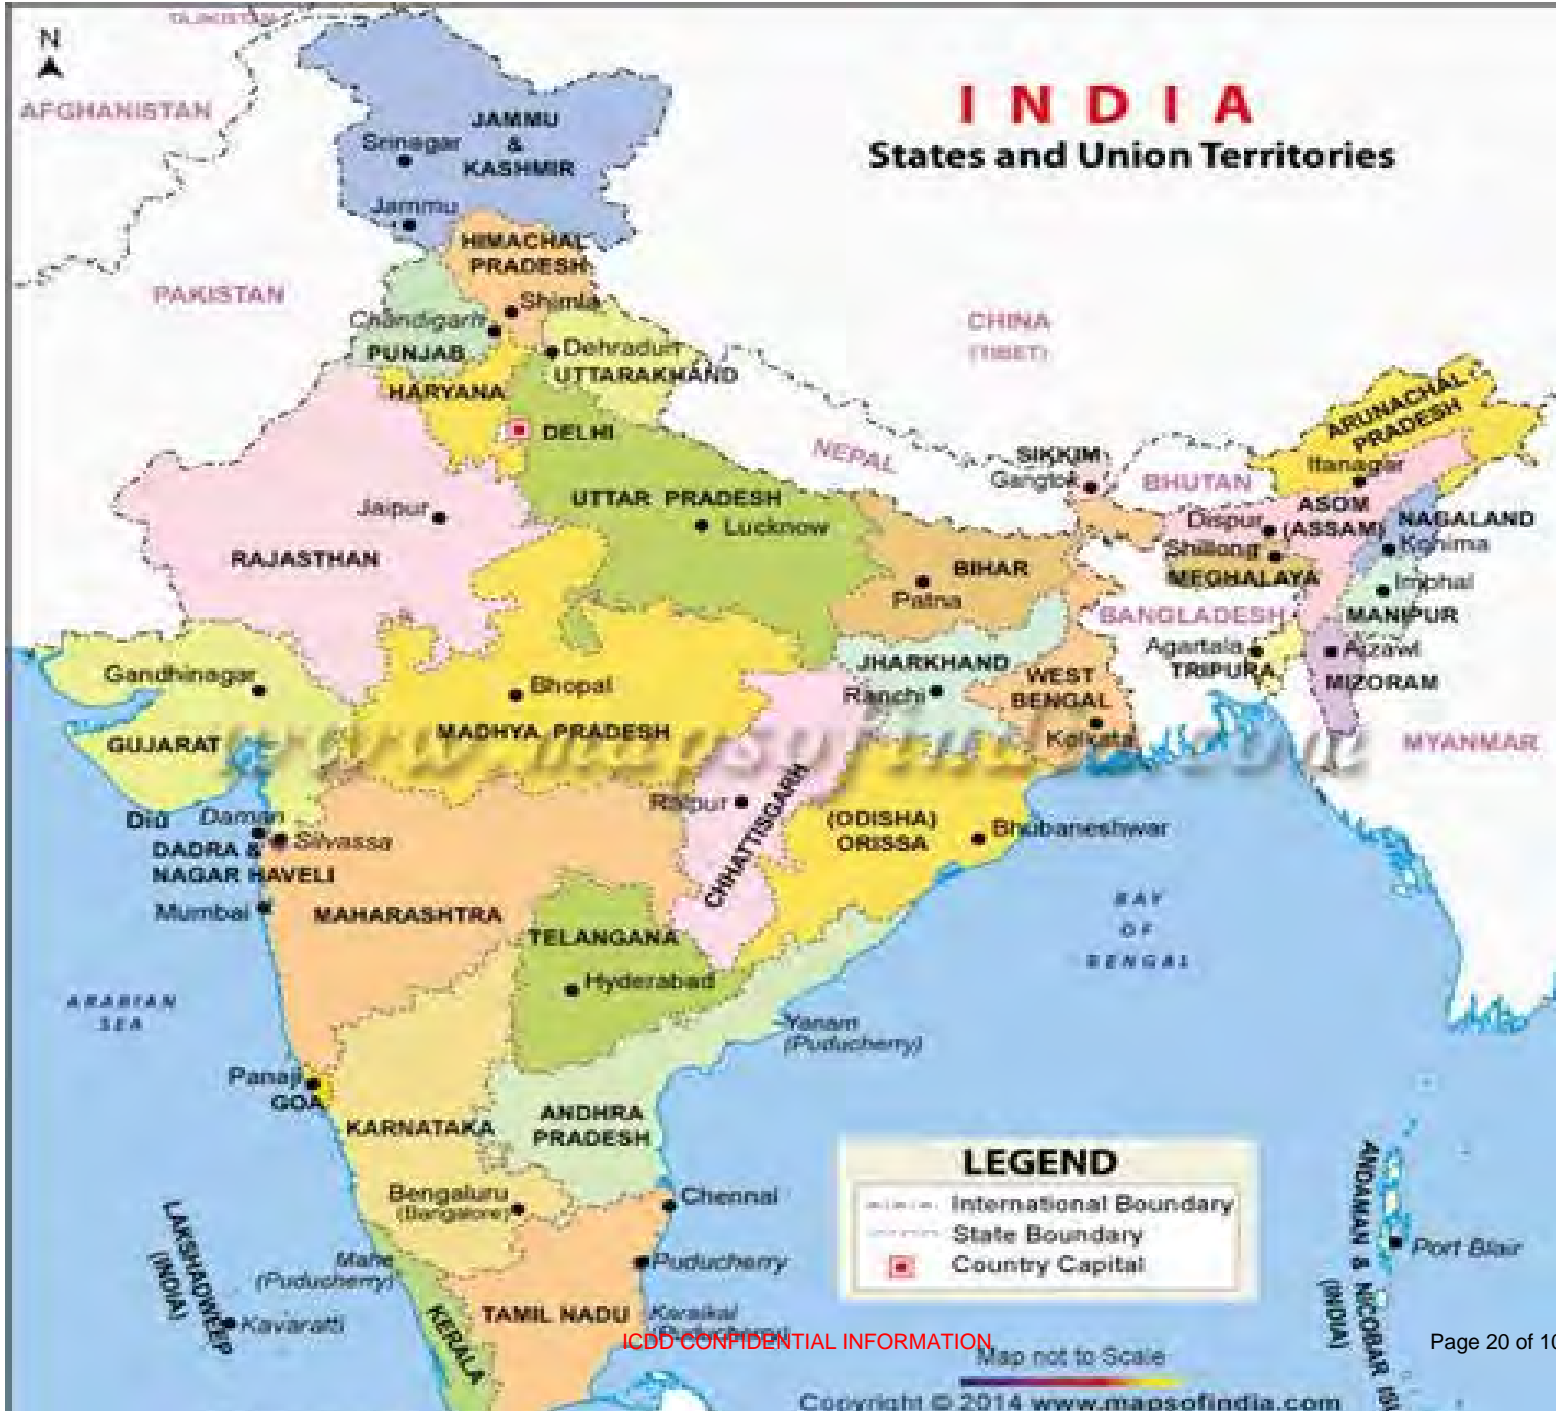 TAJIKISTAN
N
AFGHANISTAN
INDIA
States and Union Territories
JAMMU
&
KASHMIR
Srinagar
Jammu
HIMACHAL
PRADESH
PAKISTAN
Shimla
Chandigarh
PUNJAB
CHINA
(TIBET)
Dehradun
UTTARAKHAND
HARYANA
DELHI
ARUNACHAL
PRADESH
NEPAL
SIKKIM
Gangtok
BHUTAN
Itanagar
UTTAR PRADESH
Lucknow
Jaipur
RAJASTHAN
ASOM
(ASSAM)
Dispur
NAGALAND
Kohima
Shillong
MEGHALAYA
BIHAR
Patna
Imphal
MANIPUR
BANGLADESH
Agartala
TRIPURA
Aizawl
MIZORAM
Gandhinagar
GUJARAT
Bhopal
MADHYA PRADESH
JHARKHAND
Ranchi
WEST
BENGAL
Kolkata
MYANMAR
www.mapsofindia.com
Diu
Daman
Silvassa
DADRA &
NAGAR HAVELI
Mumbai
MAHARASHTRA
Raipur
CHHATTISGARH
(ODISHA)
ORISSA
Bhubaneshwar
TELANGANA
Hyderabad
BAY
OF
BENGAL
ARABIAN
SEA
Yanam
(Puducherry)
Panaji
GOA
KARNATAKA
ANDHRA
PRADESH
Bengaluru
(Bangalore)
Chennai
LEGEND
International Boundary
State Boundary
Country Capital
Mahe
(Puducherry)
Puducherry
LAKSHADWEEP
(INDIA)
Kavaratti
KERALA
TAMIL NADU
Karaikal
(Puducherry)
ANDAMAN & NICOBAR
(INDIA)
Port Blair
ICDD CONFIDENTIAL INFORMATION
Page 20 of 10
Map not to Scale
Copyright © 2014 www.mapsofindia.com